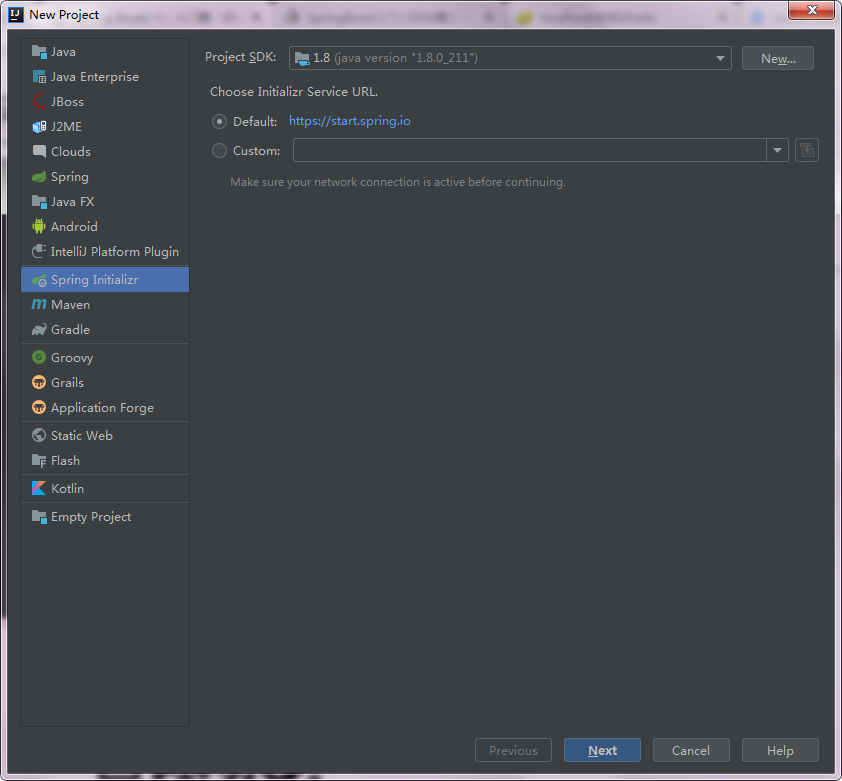 New Project
Java
Java Enterprise
JBoss
J2ME
Clouds
Spring
Java FX
Android
IntelliJ Platform Plugin
Spring Initializr
Maven
Gradle
Groovy
Grails
Application Forge
Static Web
Flash
Kotlin
Empty Project
Project SDK: 1.8 (java version "1.8.0_211") New...
Choose Initializr Service URL.
Default: https://start.spring.io
Custom:
Make sure your network connection is active before continuing.
Previous Next Cancel Help